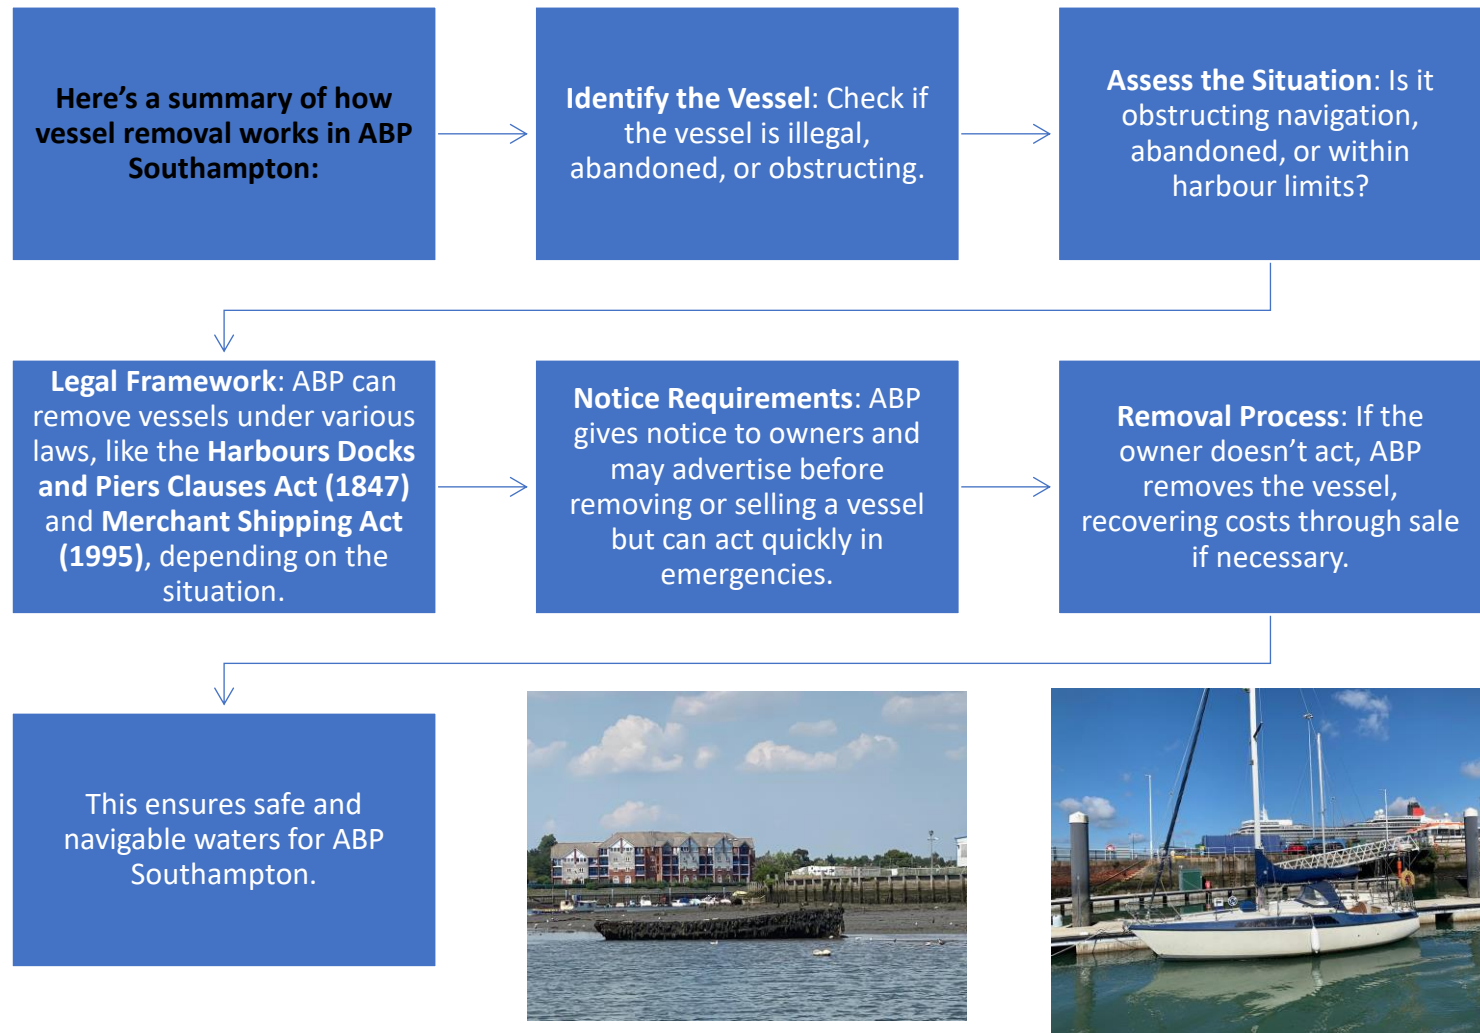 Here’s a summary of how
vessel removal works in ABP
Southampton:
Identify the Vessel: Check if
the vessel is illegal,
abandoned, or obstructing.
Assess the Situation: Is it
obstructing navigation,
abandoned, or within
harbour limits?
Legal Framework: ABP can
remove vessels under various
laws, like the Harbours Docks
and Piers Clauses Act (1847)
and Merchant Shipping Act
(1995), depending on the
situation.
Notice Requirements: ABP
gives notice to owners and
may advertise before
removing or selling a vessel
but can act quickly in
emergencies.
Removal Process: If the
owner doesn’t act, ABP
removes the vessel,
recovering costs through sale
if necessary.
This ensures safe and
navigable waters for ABP
Southampton.